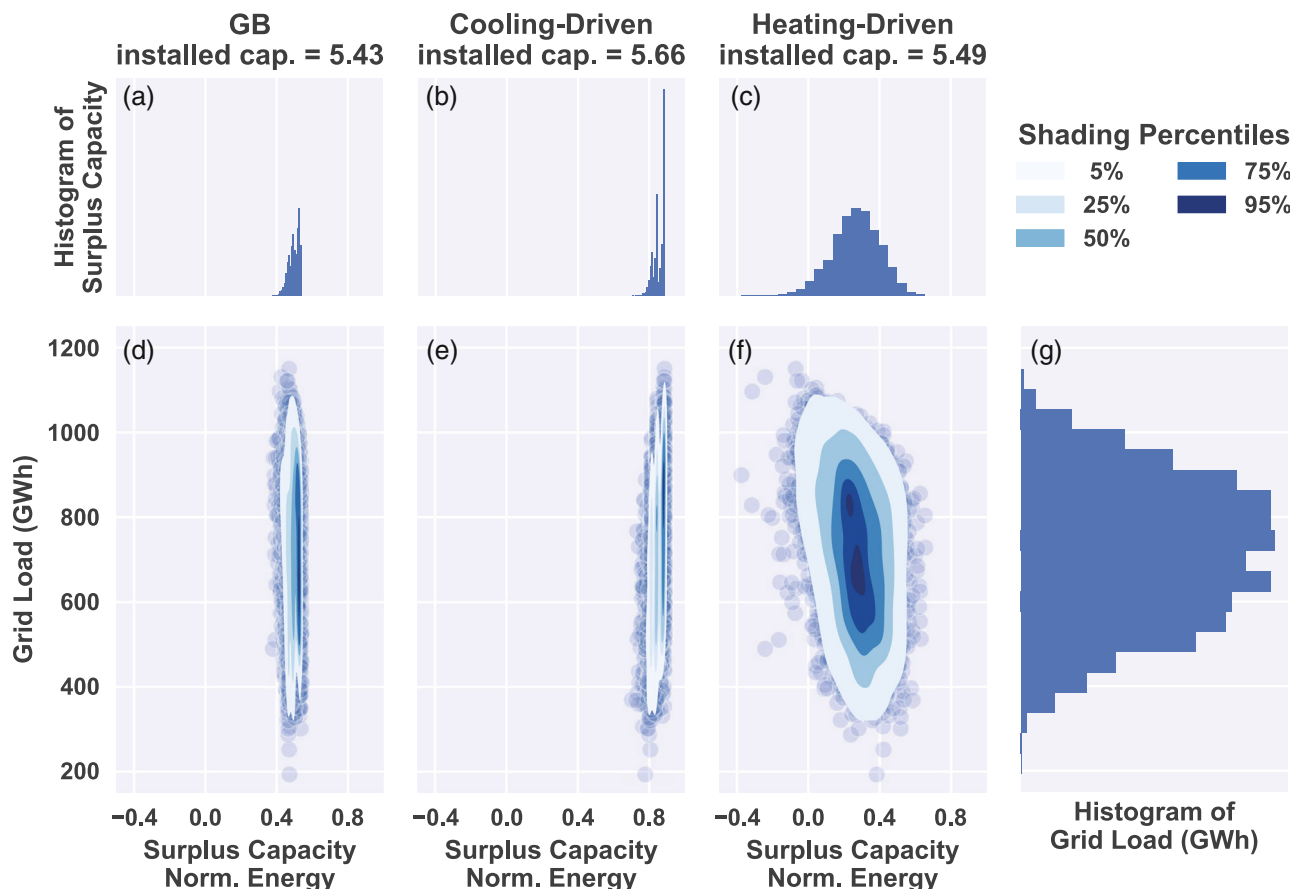 GB
installed cap. = 5.43
Cooling-Driven
installed cap. = 5.66
Heating-Driven
installed cap. = 5.49
Histogram of
Surplus Capacity
(a)
(b)
(c)
Shading Percentiles
5%
75%
25%
95%
50%
Grid Load (GWh)
1200
1000
800
600
400
200
(d)
(e)
(f)
(g)
−0.4 0.0 0.4 0.8
−0.4 0.0 0.4 0.8
−0.4 0.0 0.4 0.8
Surplus Capacity
Norm. Energy
Surplus Capacity
Norm. Energy
Surplus Capacity
Norm. Energy
Histogram of
Grid Load (GWh)